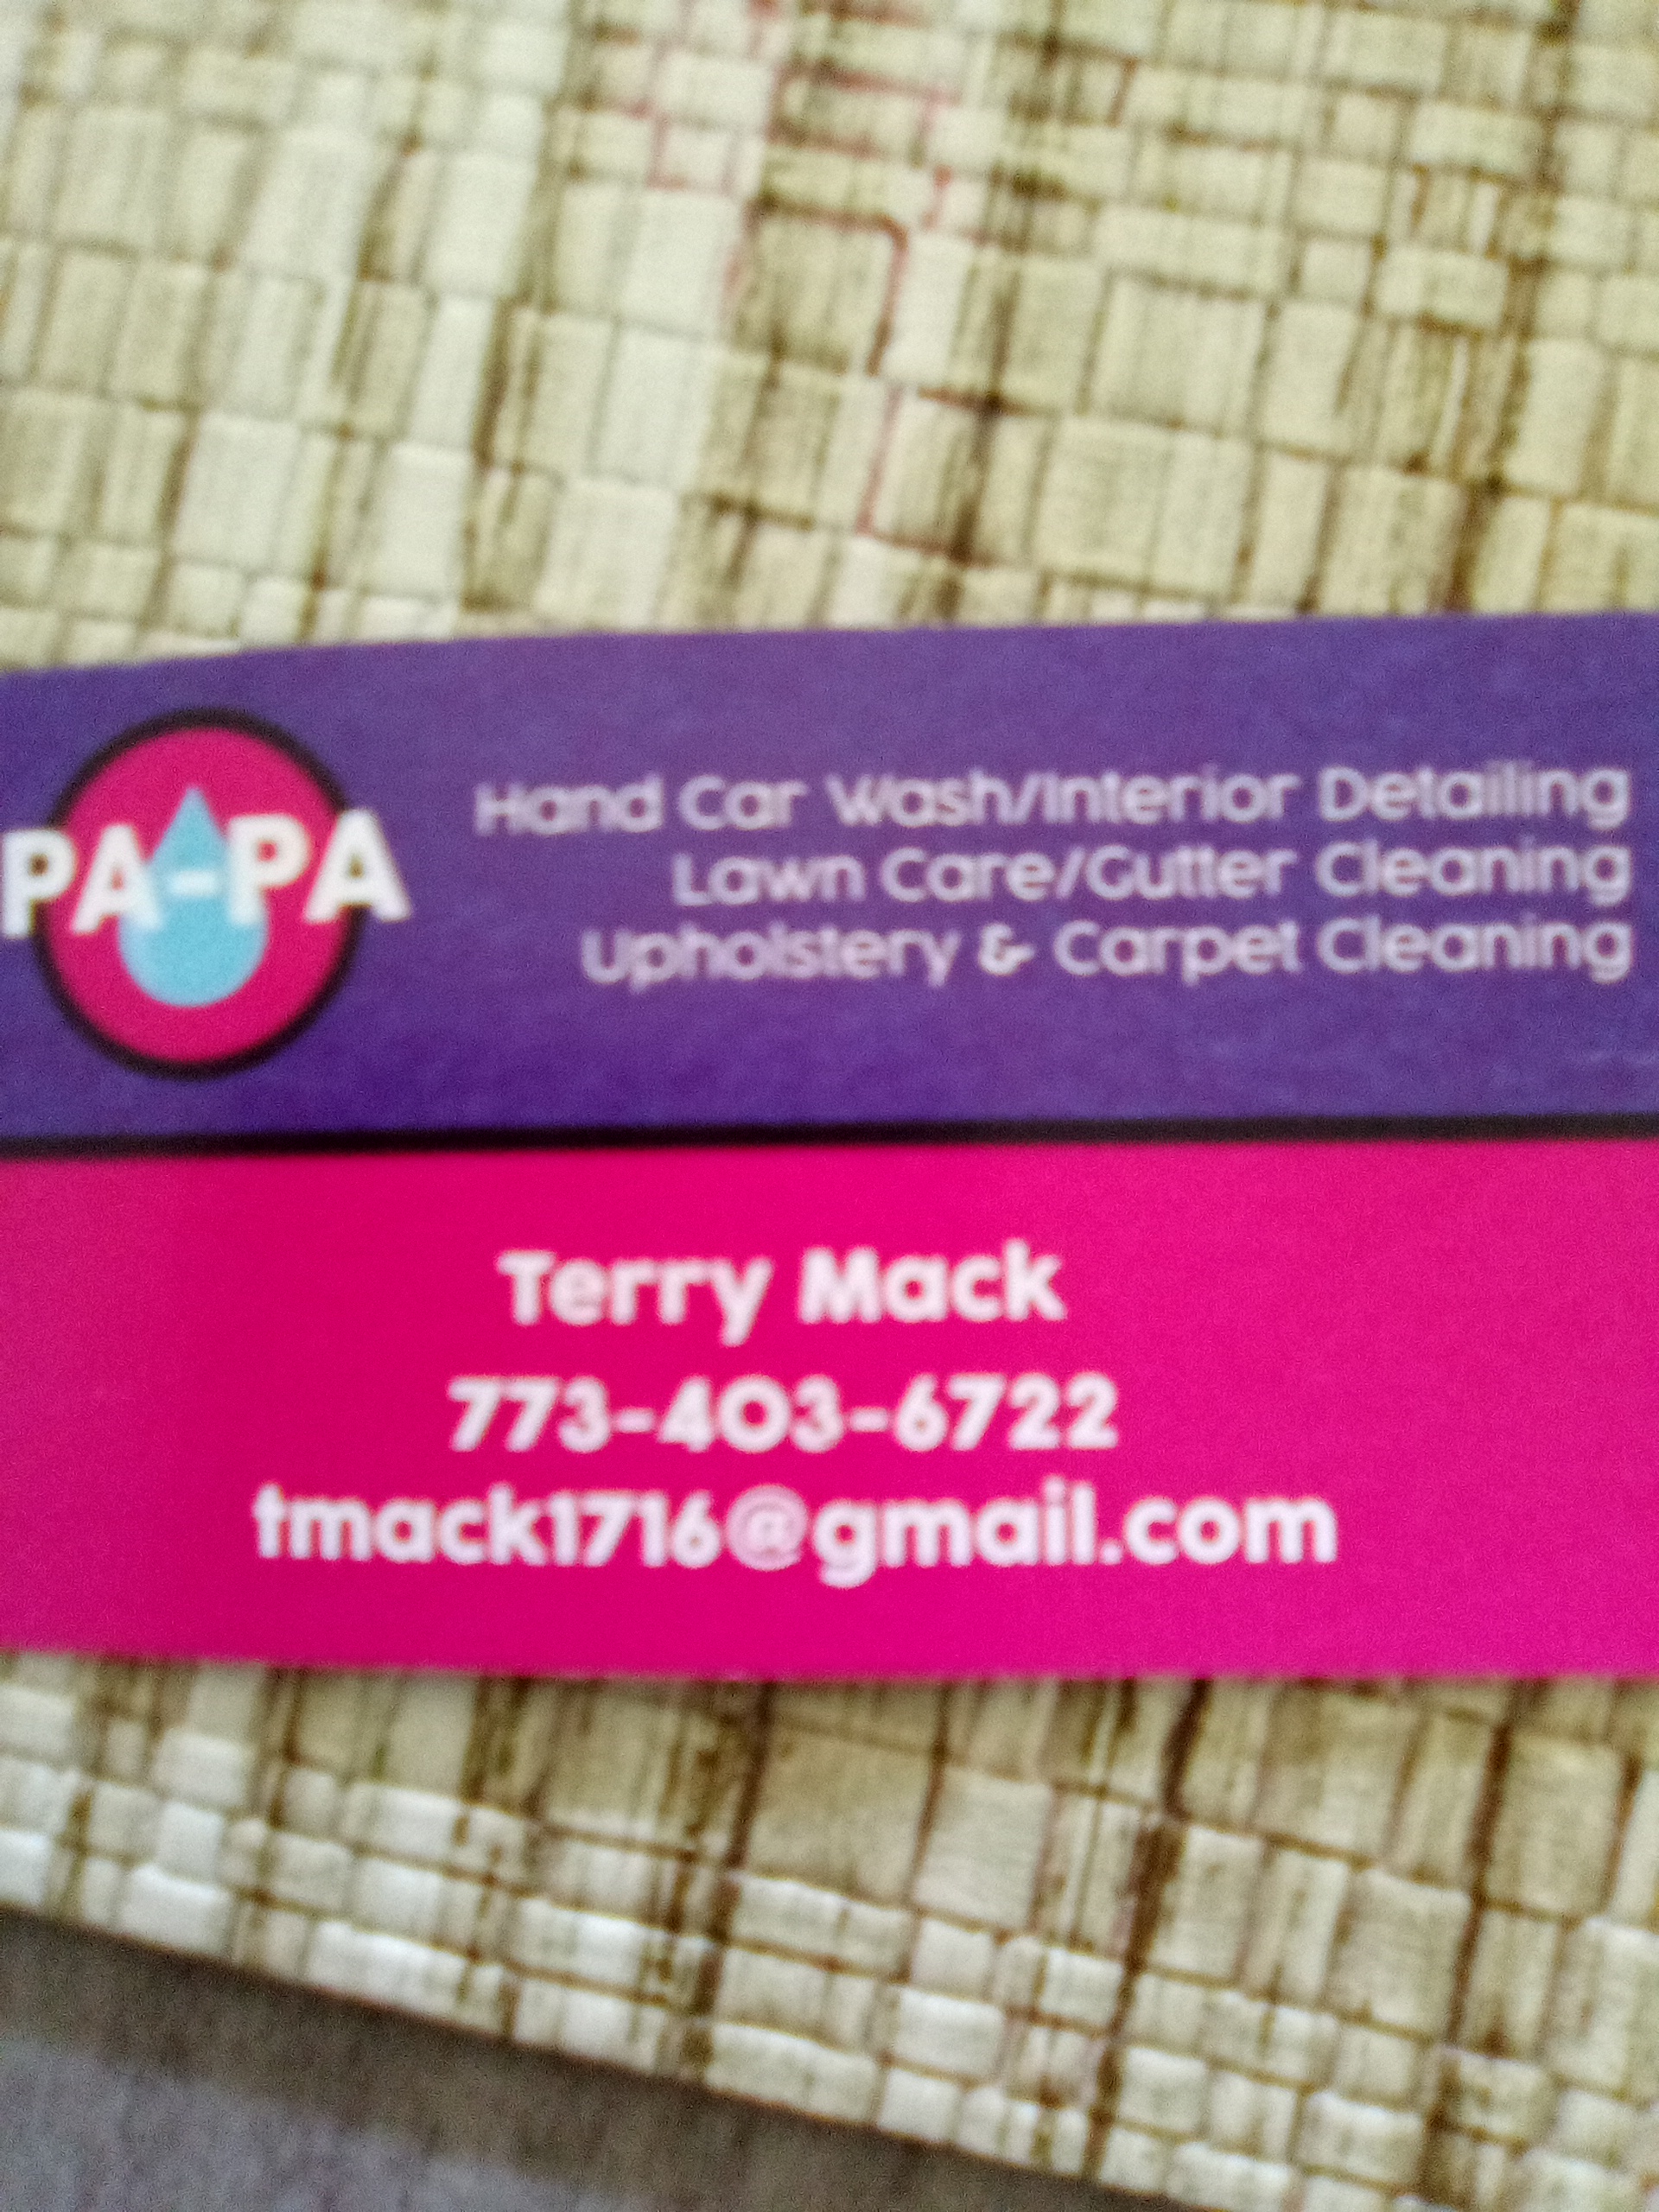 PA-PA
Hand Car Wash/Interior Detailing
Lawn Care/Gutter Cleaning
Upholstery & Carpet Cleaning
Terry Mack
773-403-6722
tmack1716@gmail.com